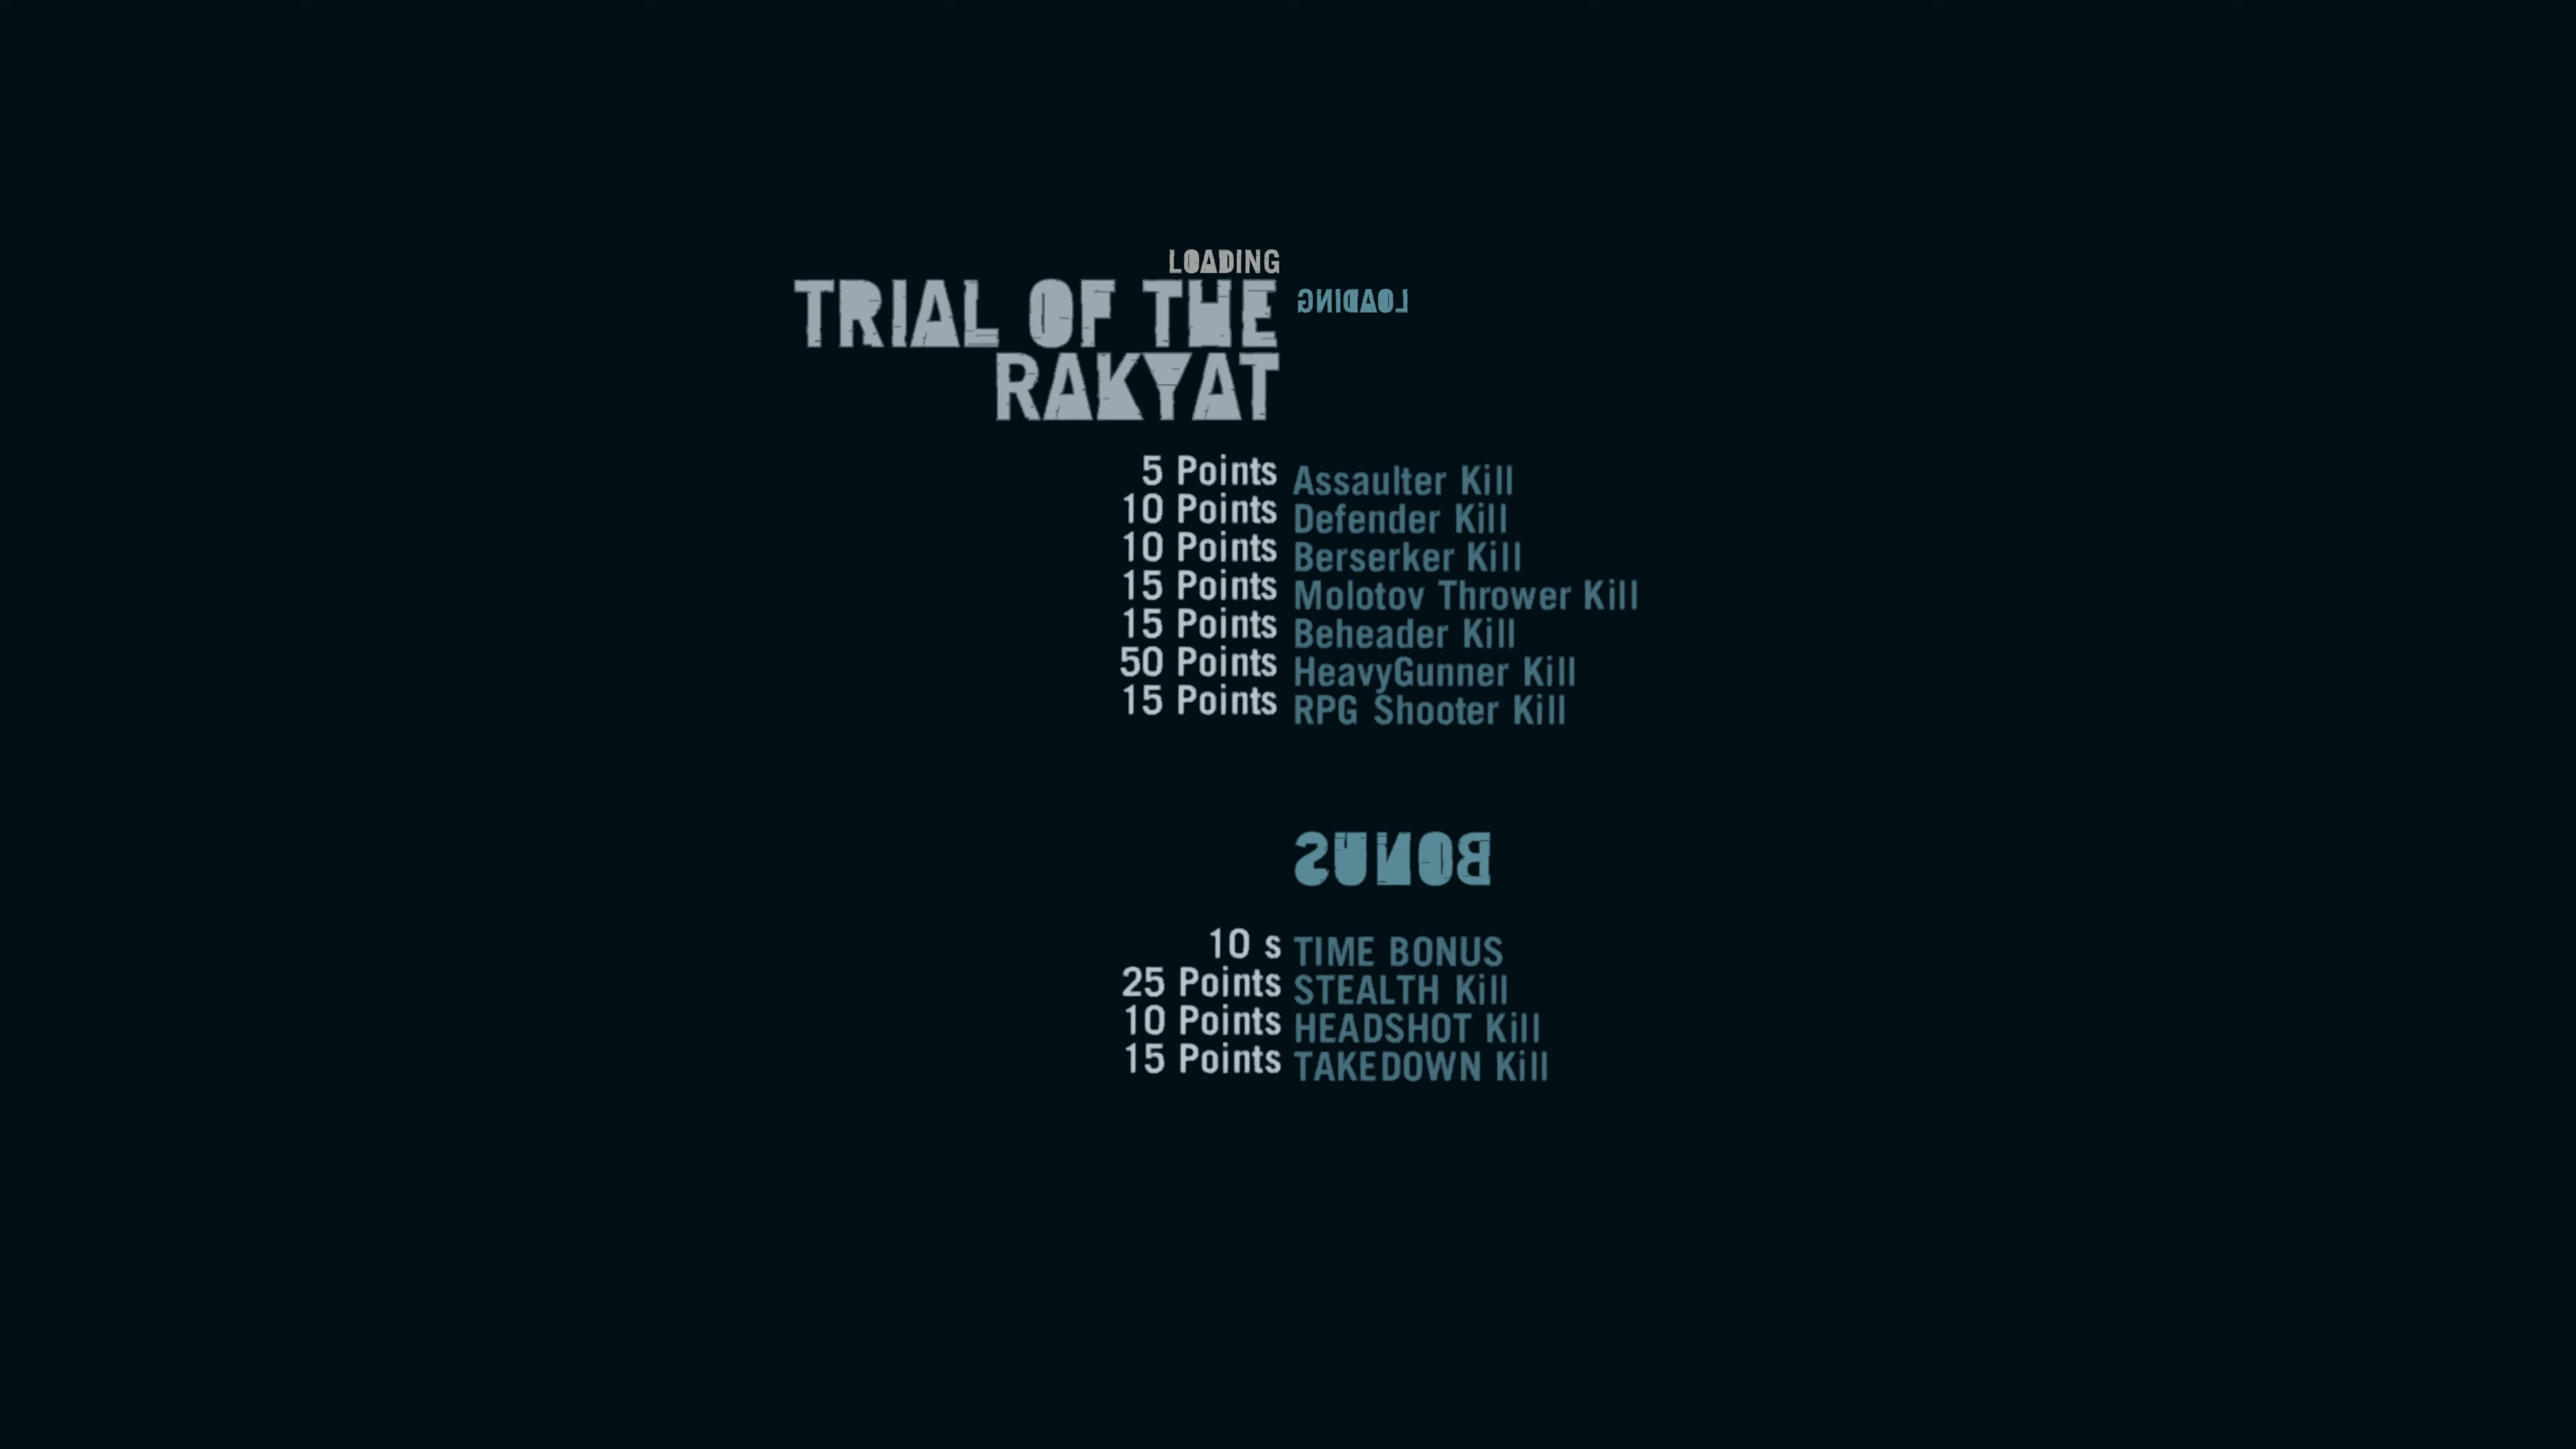 LOADING
TRIAL OF THE
LOADING
RAKYAT
5 Points Assaulter Kill
10 Points Defender Kill
10 Points Berserker Kill
15 Points Molotov Thrower Kill
15 Points Beheader Kill
50 Points HeavyGunner Kill
15 Points RPG Shooter Kill
BONUS
10 s TIME BONUS
25 Points STEALTH Kill
10 Points HEADSHOT Kill
15 Points TAKEDOWN Kill